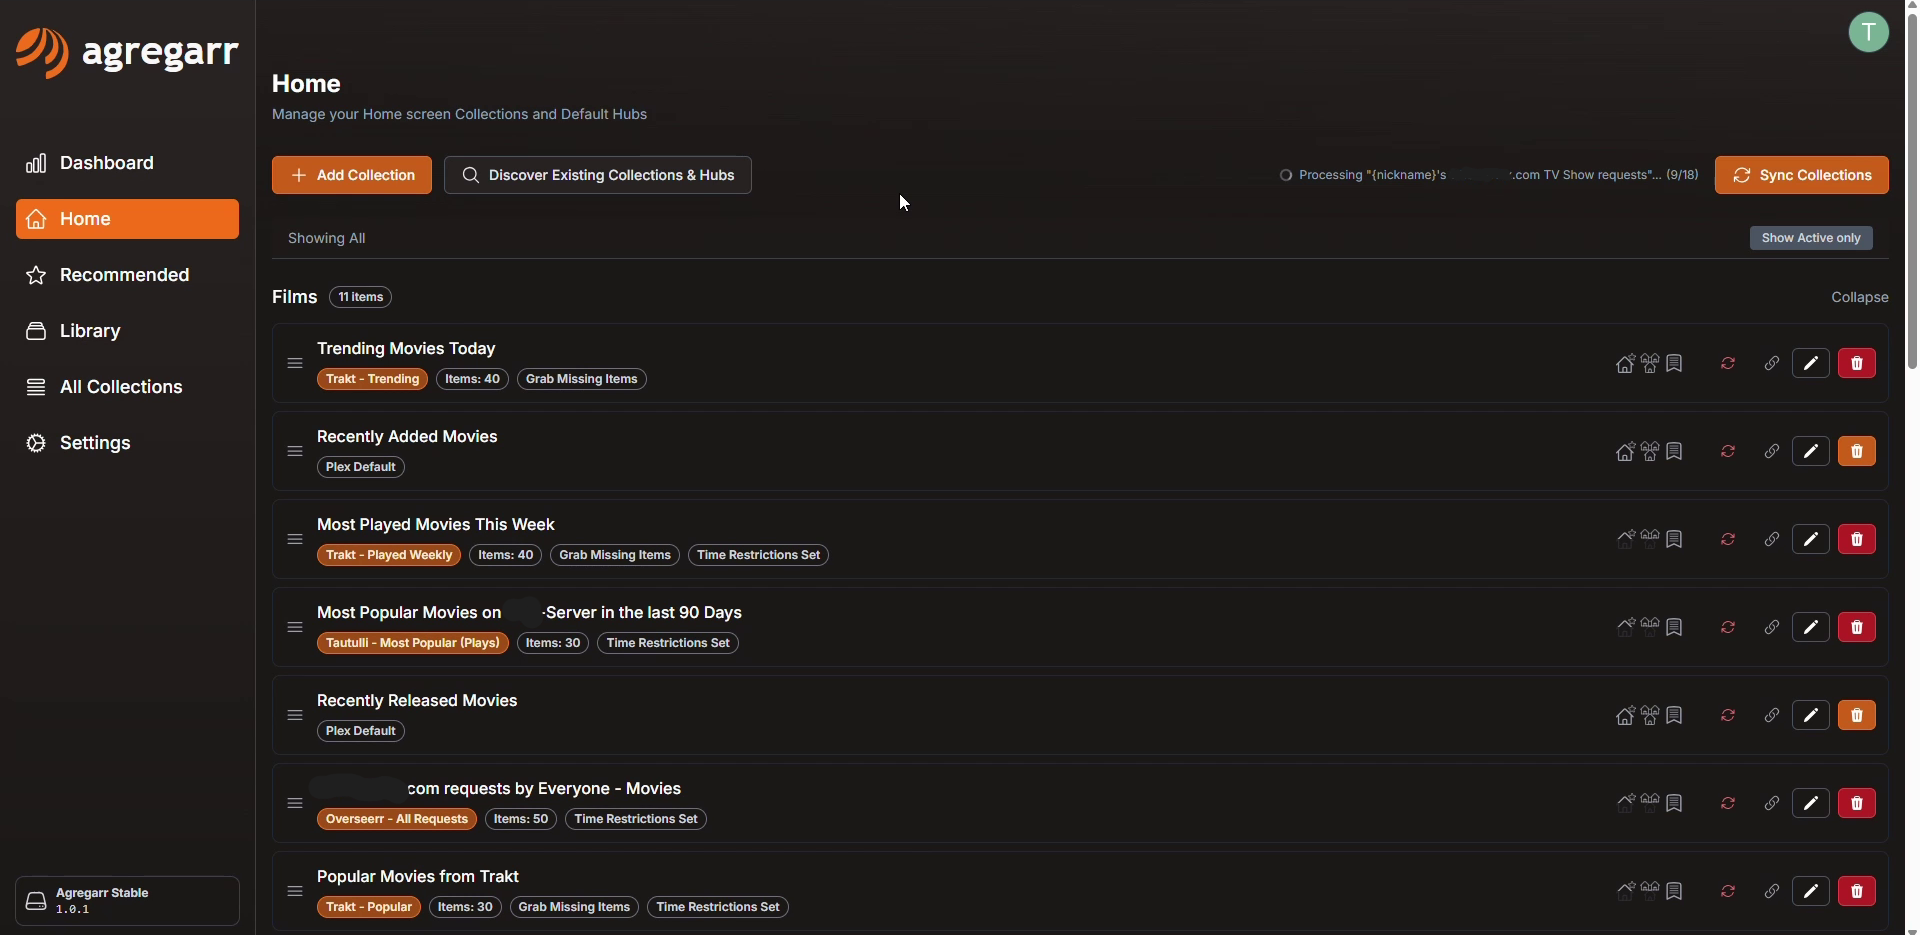 agregarr
T
Home
Manage your Home screen Collections and Default Hubs
Dashboard
Home
Recommended
Library
All Collections
Settings
Add Collection
Discover Existing Collections & Hubs
Processing "{nickname}'s .com TV Show requests"... (9/18)
Sync Collections
Showing All
Show Active only
Films 11 items
Collapse
Trending Movies Today
Trakt - Trending Items: 40 Grab Missing Items
Recently Added Movies
Plex Default
Most Played Movies This Week
Trakt - Played Weekly Items: 40 Grab Missing Items Time Restrictions Set
Most Popular Movies on -Server in the last 90 Days
Tautulli - Most Popular (Plays) Items: 30 Time Restrictions Set
Recently Released Movies
Plex Default
com requests by Everyone - Movies
Overseerr - All Requests Items: 50 Time Restrictions Set
Popular Movies from Trakt
Trakt - Popular Items: 30 Grab Missing Items Time Restrictions Set
Agregarr Stable
1.0.1